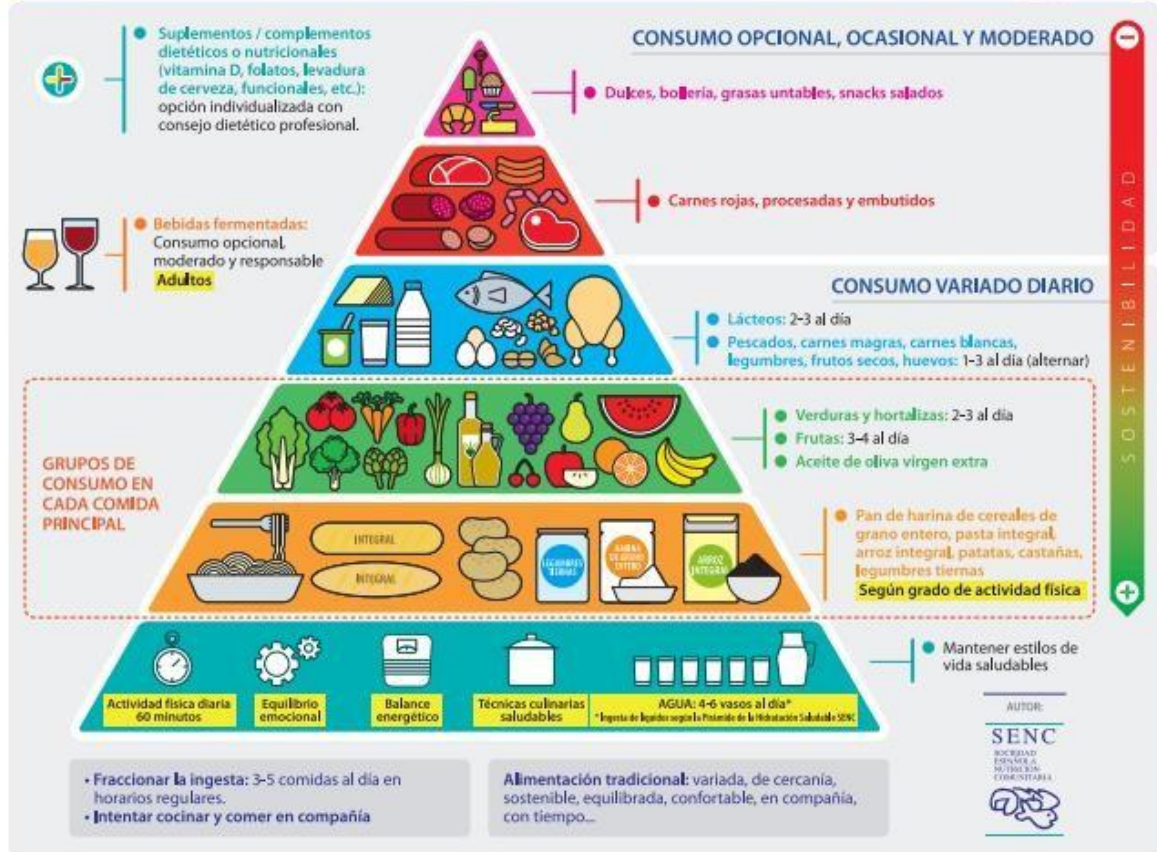 Suplementos / complementos
dietéticos o nutricionales
(vitamina D, folatos, levadura
de cerveza, funcionales, etc.):
opción individualizada con
consejo dietético profesional.
CONSUMO OPCIONAL, OCASIONAL Y MODERADO
Dulces, bollería, grasas untables, snacks salados
Carnes rojas, procesadas y embutidos
Bebidas fermentadas:
Consumo opcional,
moderado y responsable
Adultos
CONSUMO VARIADO DIARIO
Lácteos: 2-3 al día
Pescados, carnes magras, carnes blancas,
legumbres, frutos secos, huevos: 1-3 al día (alternar)
SOSTENIBILIDAD
GRUPOS DE
CONSUMO EN
CADA COMIDA
PRINCIPAL
Verduras y hortalizas: 2-3 al día
Frutas: 3-4 al día
Aceite de oliva virgen extra
INTEGRAL
INTEGRAL
LEGUMBRES
TIERNAS
HARINA
DE GRANO
ENTERO
ARROZ
INTEGRAL
Pan de harina de cereales de
grano entero, pasta integral,
arroz integral, patatas, castañas,
legumbres tiernas
Según grado de actividad física
Actividad física diaria
60 minutos
Equilibrio
emocional
Balance
energético
Técnicas culinarias
saludables
AGUA: 4-6 vasos al día*
* Ingesta de líquidos según la Pirámide de la Hidratación Saludable SENC
Mantener estilos de
vida saludables
• Fraccionar la ingesta: 3-5 comidas al día en
horarios regulares.
• Intentar cocinar y comer en compañía
Alimentación tradicional: variada, de cercanía,
sostenible, equilibrada, confortable, en compañía,
con tiempo...
AUTOR:
SENC
SOCIEDAD
ESPAÑOLA
NUTRICIÓN
COMUNITARIA